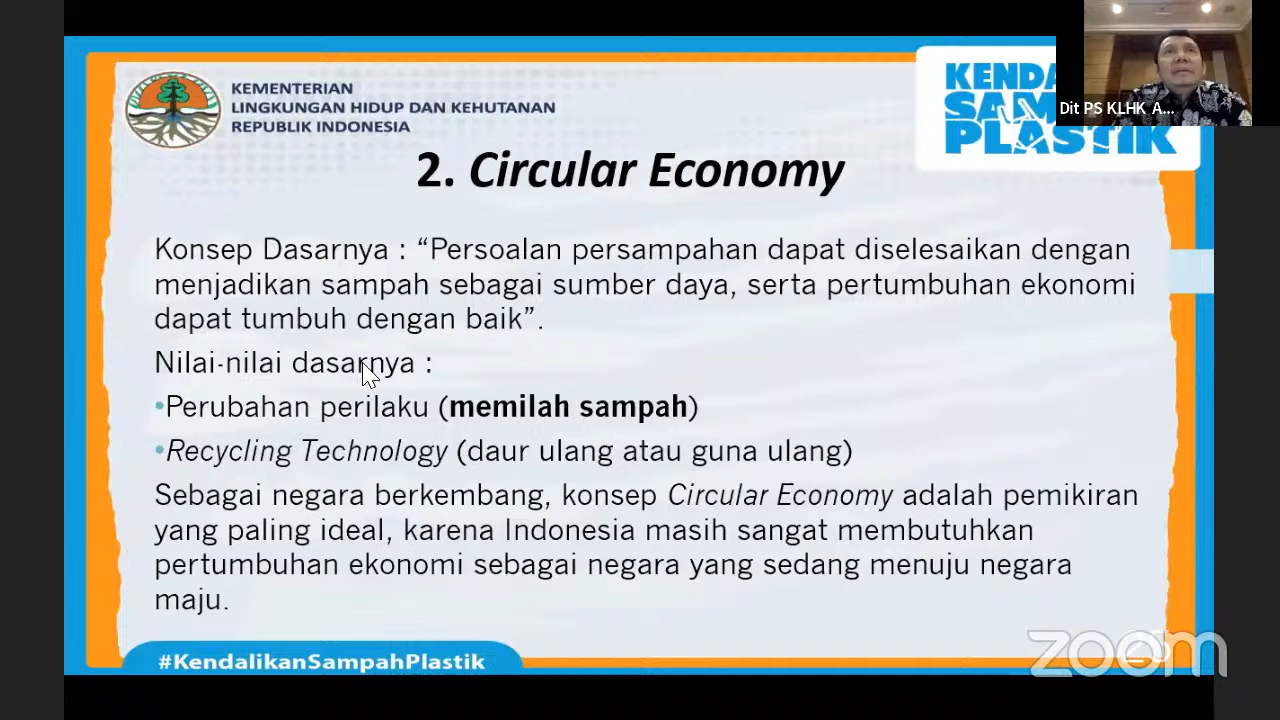 KEMENTERIAN
LINGKUNGAN HIDUP DAN KEHUTANAN
REPUBLIK INDONESIA
PLASTIK
Dit PS KLHK A...
2. Circular Economy
Konsep Dasarnya : “Persoalan persampahan dapat diselesaikan dengan
menjadikan sampah sebagai sumber daya, serta pertumbuhan ekonomi
dapat tumbuh dengan baik”.
Nilai-nilai dasarnya :
•Perubahan perilaku (memilah sampah)
•Recycling Technology (daur ulang atau guna ulang)
Sebagai negara berkembang, konsep Circular Economy adalah pemikiran
yang paling ideal, karena Indonesia masih sangat membutuhkan
pertumbuhan ekonomi sebagai negara yang sedang menuju negara
maju.
#KendalikanSampahPlastik
zoom